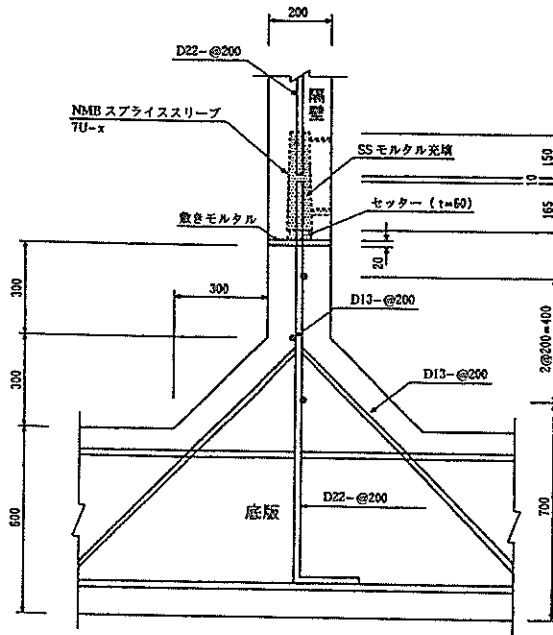 200
D22-@200
隔壁
NMB スプライススリーブ
7U-x
SS モルタル充填
150
10
165
セッター (t=60)
敷きモルタル
20
300
300
D13-@200
2@200=400
300
D13-@200
D22-@200
底版
600
700